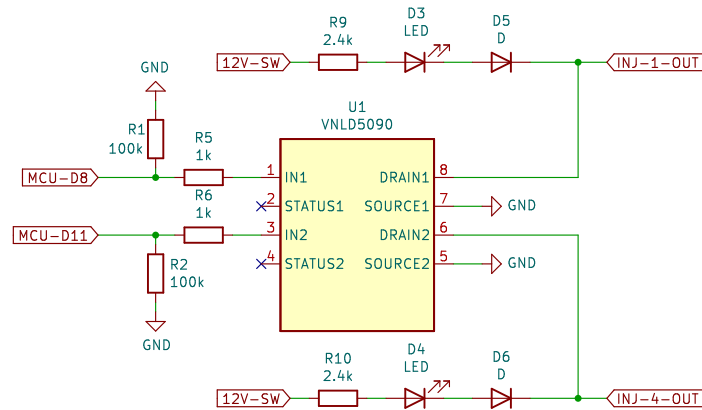 R9
2.4k
D3
LED
D5
D
12V-SW
INJ-1-OUT
GND
U1
VNLD5090
R1
100k
R5
1k
MCU-D8
1
IN1
DRAIN1
8
R6
1k
2
STATUS1
SOURCE1
7
GND
MCU-D11
3
IN2
DRAIN2
6
4
STATUS2
SOURCE2
5
GND
R2
100k
GND
R10
2.4k
D4
LED
D6
D
12V-SW
INJ-4-OUT